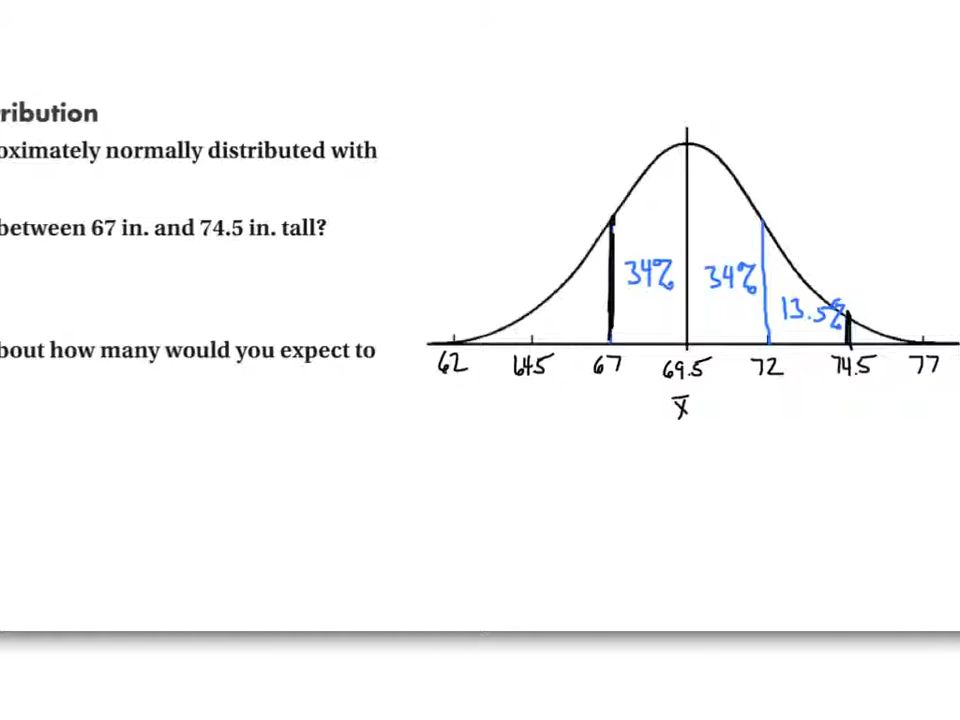 ribution
oximately normally distributed with
between 67 in. and 74.5 in. tall?
bout how many would you expect to
34% 34%
13.5%
62 64.5 67 69.5 72 74.5 77
x̅